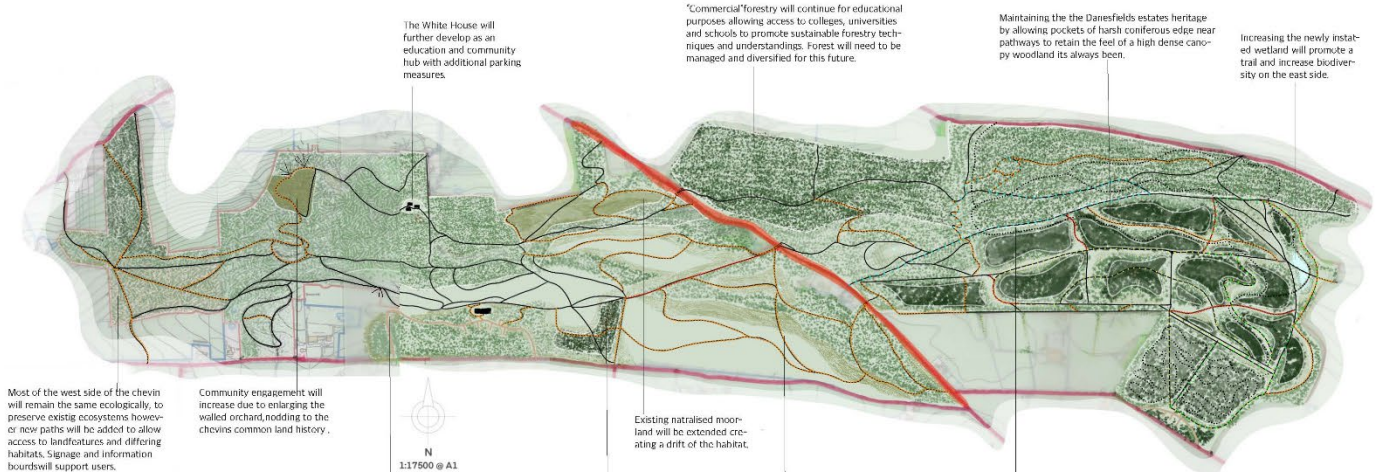 The White House will
further develop as an
education and community
hub with additional parking
measures.
"Commercial"forestry will continue for educational
purposes allowing access to colleges, universities
and schools to promote sustainable forestry tech-
niques and understandings. Forest will need to be
managed and diversified for this future.
Maintaining the the Danesfields estates heritage
by allowing pockets of harsh coniferous edge near
pathways to retain the feel of a high dense cano-
py woodland its always been.
Increasing the newly instat-
ed wetland will promote a
trail and increase biodiver-
sity on the east side.
Most of the west side of the chevin
will remain the same ecologically, to
preserve existig ecosystems howev-
er new paths will be added to allow
access to landfeatures and differing
habitats, Signage and information
bourdswill support users.
Community engagement will
increase due to enlarging the
walled orchard,nodding to the
chevins common land history .
N
1:17500 @ A1
Existing natralised moor-
land will be extended cre-
ating a drift of the habitat,